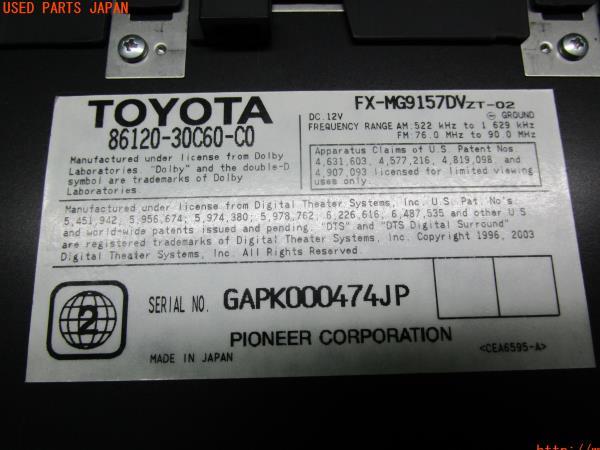 USED PARTS JAPAN
TOYOTA
86120-30C60-C0
FX-MG9157DVZT-02
DC.12V ⊖ GROUND
FREQUENCY RANGE AM:522 kHz to 1 629 kHz
FM:76.0 MHz to 90.0 MHz
Manufactured under license from Dolby
Laboratories. "Dolby" and the double-D
symbol are trademarks of Dolby
Laboratories.
Apparatus Claims of U.S. Patent Nos.
4,631,603, 4,577,216, 4,819,098, and
4,907,093 licensed for limited viewing
uses only.
Manufactured under license from Digital Theater Systems, Inc. U.S. Pat. No's.
5,451,942, 5,956,674, 5,974,380, 5,978,762, 6,226,616, 6,487,535 and other U.S.
and world-wide patents issued and pending. "DTS" and "DTS Digital Surround"
are registered trademarks of Digital Theater Systems, Inc. Copyright 1996, 2003
Digital Theater Systems, Inc. All Rights Reserved.
2
SERIAL NO. GAPK000474JP
PIONEER CORPORATION
MADE IN JAPAN
<CEA6595-A>